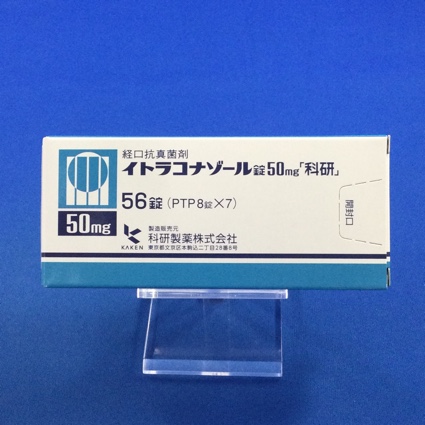 経口抗真菌剤
イトラコナゾール錠50mg「科研」
56錠(PTP8錠×7)
50mg
KAKEN
製造販売元
科研製薬株式会社
東京都文京区本駒込二丁目28番8号
開封口